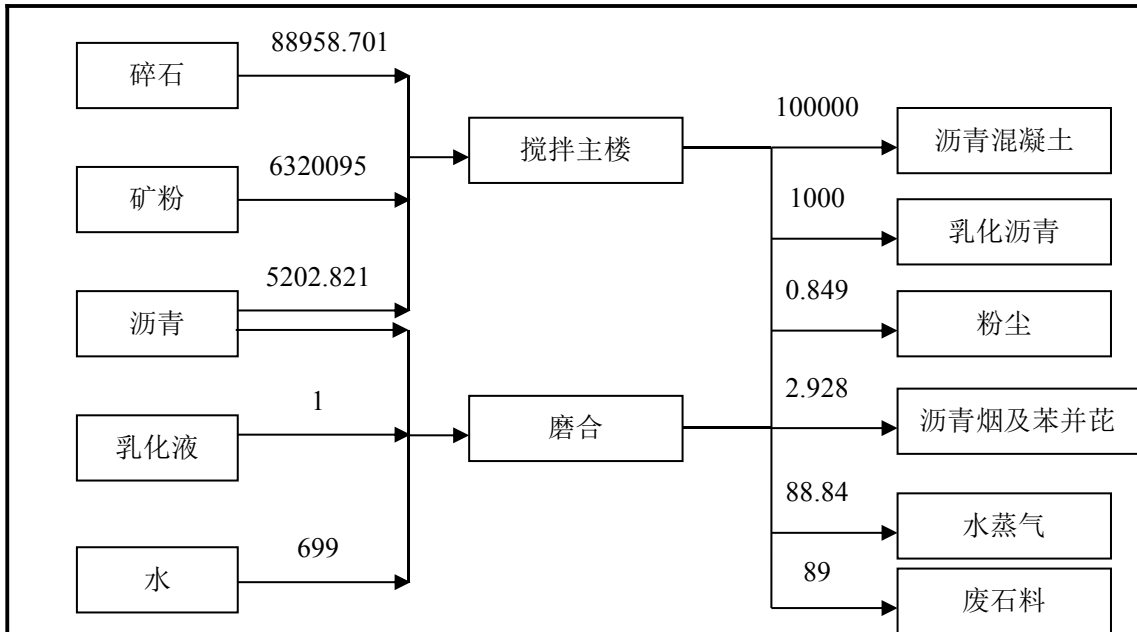 88958.701
碎石
6320095
矿粉
5202.821
沥青
1
乳化液
699
水
搅拌主楼
磨合
100000
沥青混凝土
1000
乳化沥青
0.849
粉尘
2.928
沥青烟及苯并芘
88.84
水蒸气
89
废石料